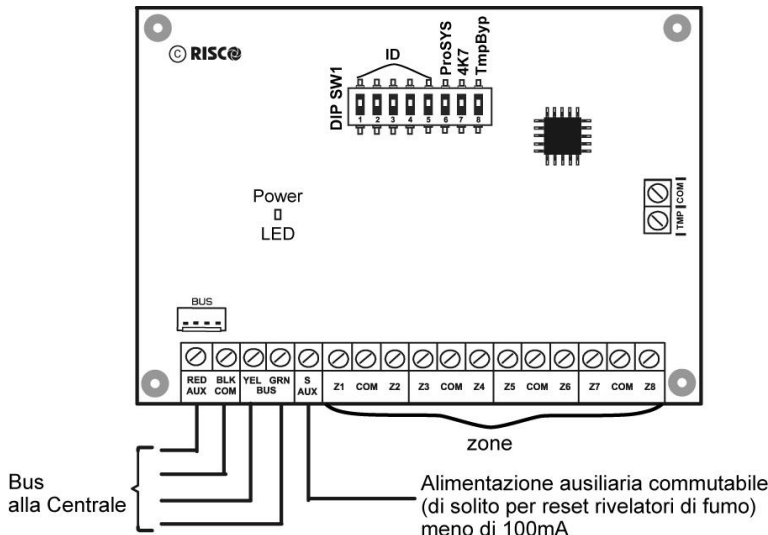 © RISCO
ID
DIP SW1
ProSYS
4K7
TmpByp
1 2 3 4 5 6 7 8
Power
LED
COM
TMP
BUS
RED BLK YEL GRN S Z1 COM Z2 Z3 COM Z4 Z5 COM Z6 Z7 COM Z8
AUX COM BUS AUX
zone
Bus
alla Centrale
Alimentazione ausiliaria commutabile
(di solito per reset rivelatori di fumo)
meno di 100mA